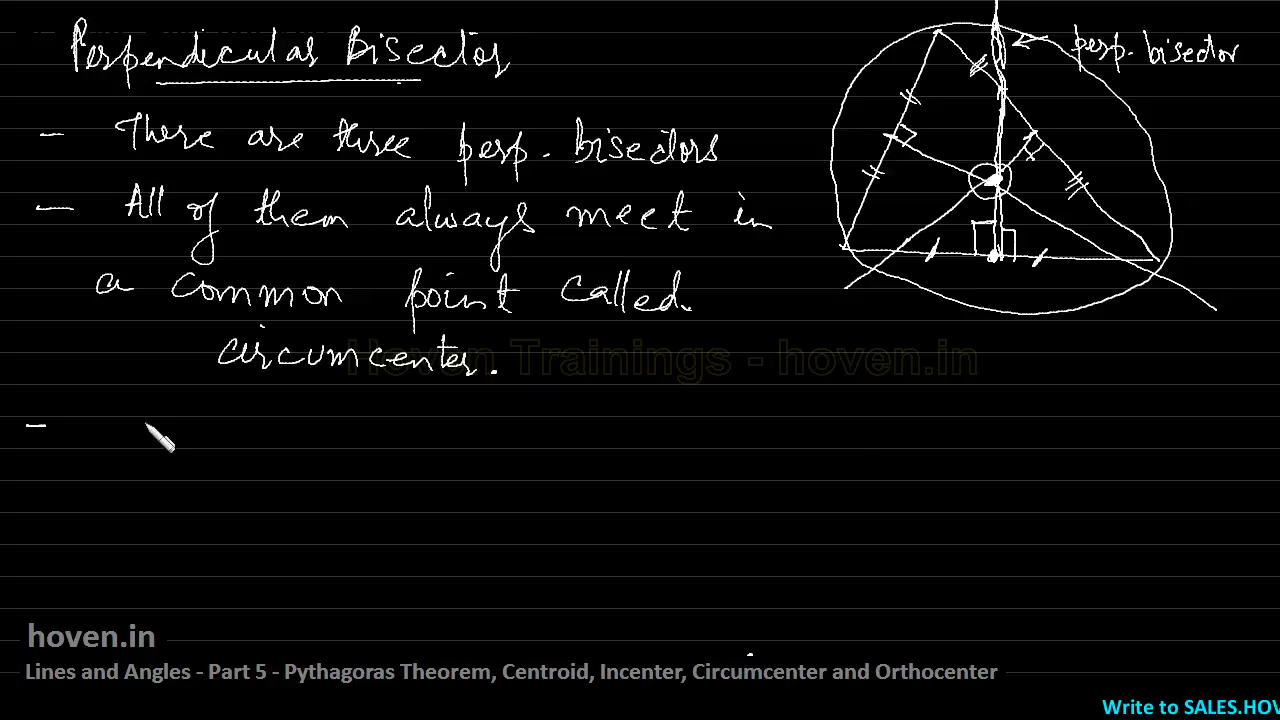 Perpendicular Bisector
perp. bisector
- There are three perp. Bisectors
- All of them always meet in
a common point called
circumcenter.
Hoven Trainings - hoven.in
-
hoven.in
Lines and Angles - Part 5 - Pythagoras Theorem, Centroid, Incenter, Circumcenter and Orthocenter
Write to SALES.HOV